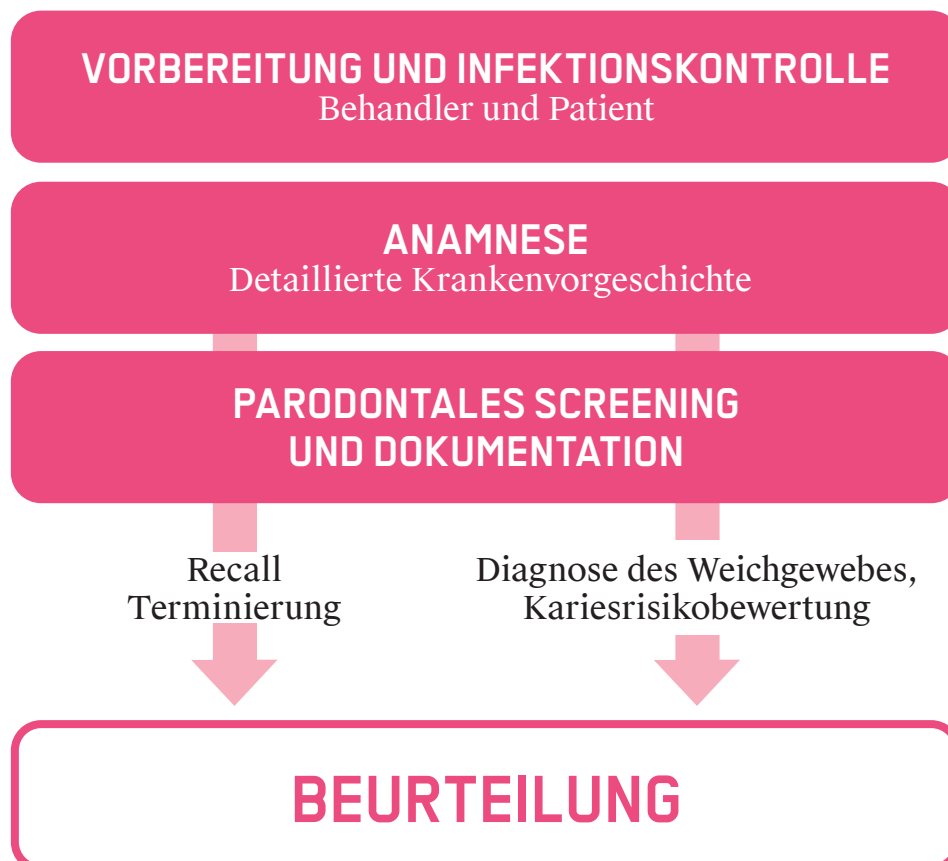 VORBEREITUNG UND INFEKTIONSKONTROLLE
Behandler und Patient
ANAMNESE
Detaillierte Krankenvorgeschichte
PARODONTALES SCREENING
UND DOKUMENTATION
Recall
Terminierung
Diagnose des Weichgewebes,
Kariesrisikobewertung
BEURTEILUNG